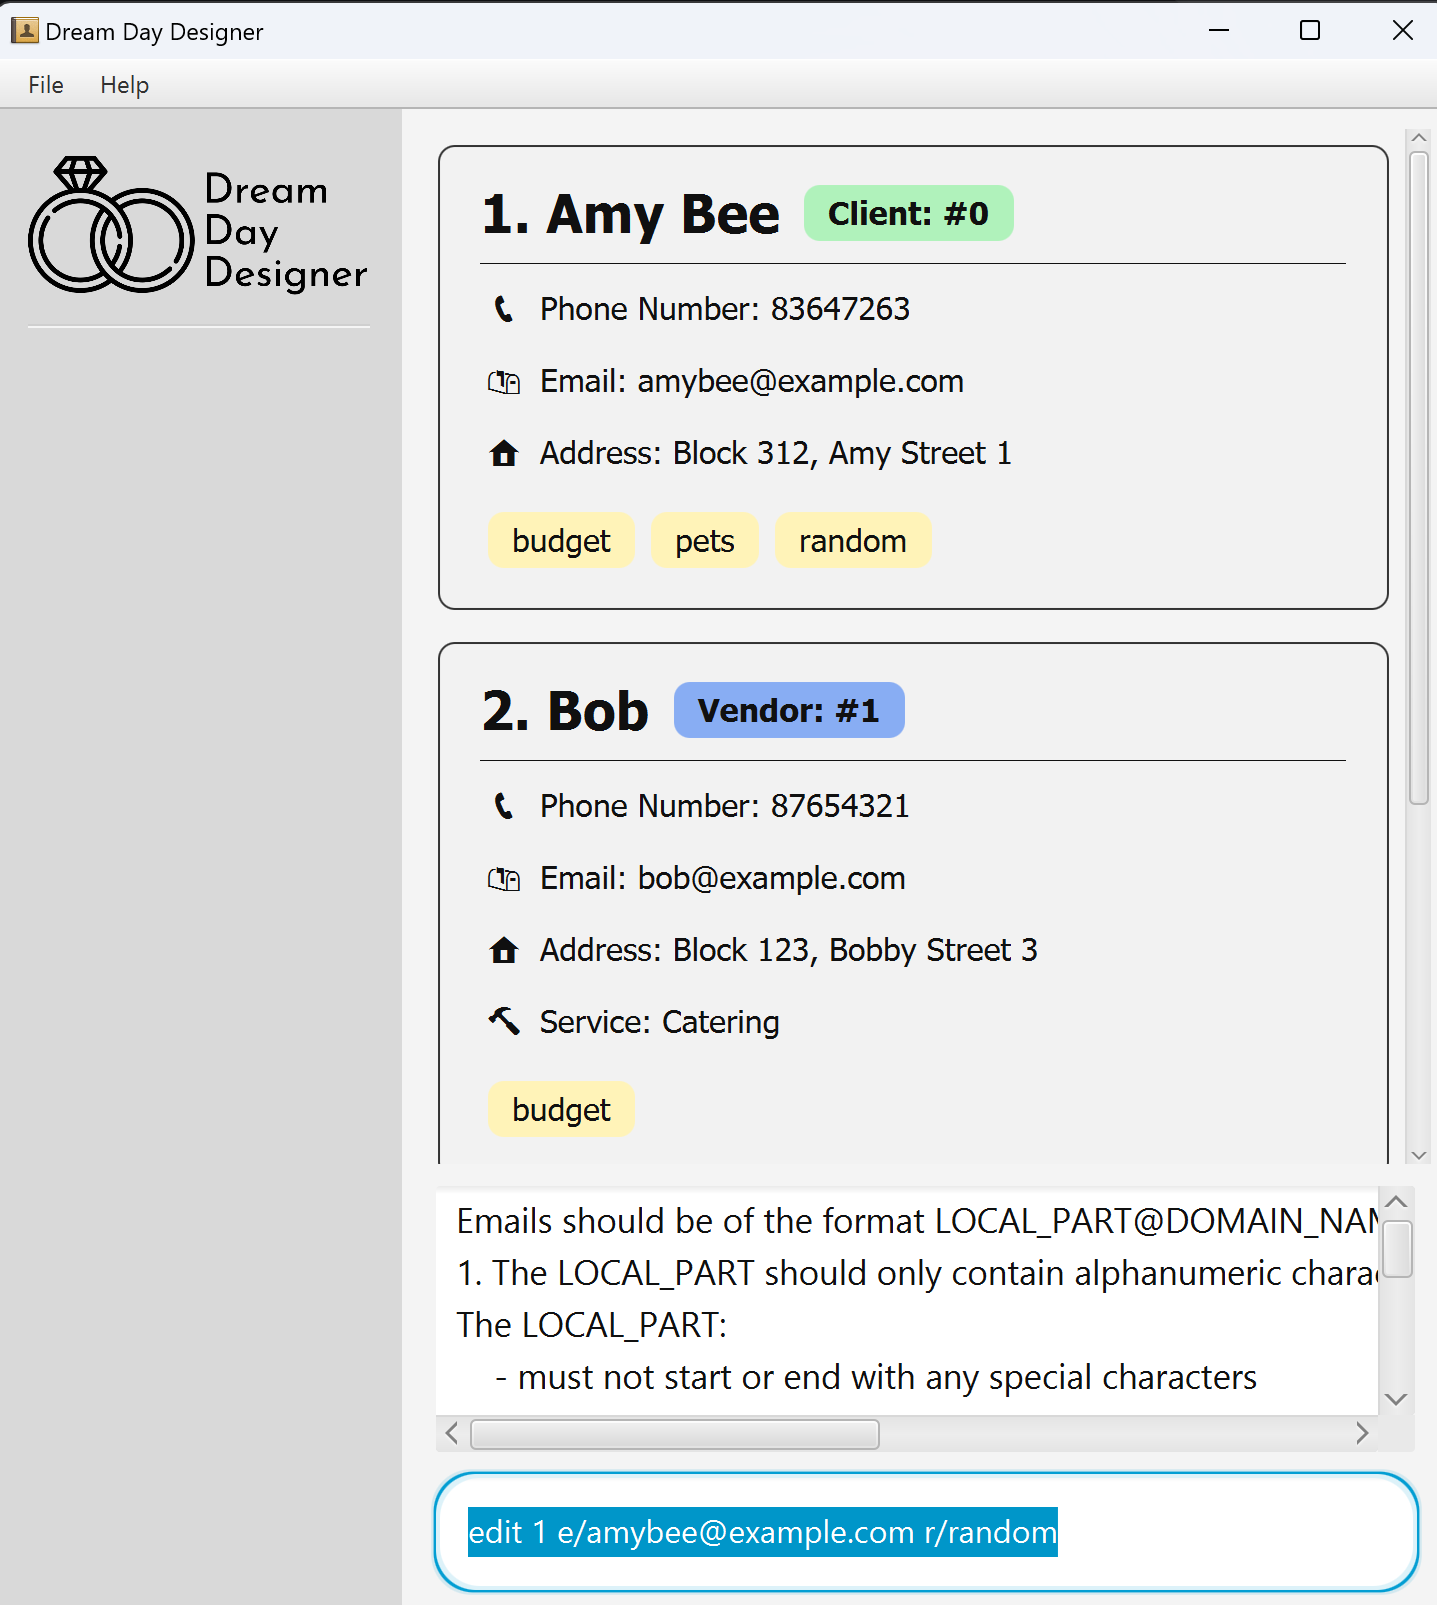 Dream Day Designer
File Help
Dream
Day
Designer
1. Amy Bee Client: #0
Phone Number: 83647263
Email: amybee@example.com
Address: Block 312, Amy Street 1
budget pets random
2. Bob Vendor: #1
Phone Number: 87654321
Email: bob@example.com
Address: Block 123, Bobby Street 3
Service: Catering
budget
Emails should be of the format LOCAL_PART@DOMAIN_NAM
1. The LOCAL_PART should only contain alphanumeric charac
The LOCAL_PART:
- must not start or end with any special characters
edit 1 e/amybee@example.com r/random